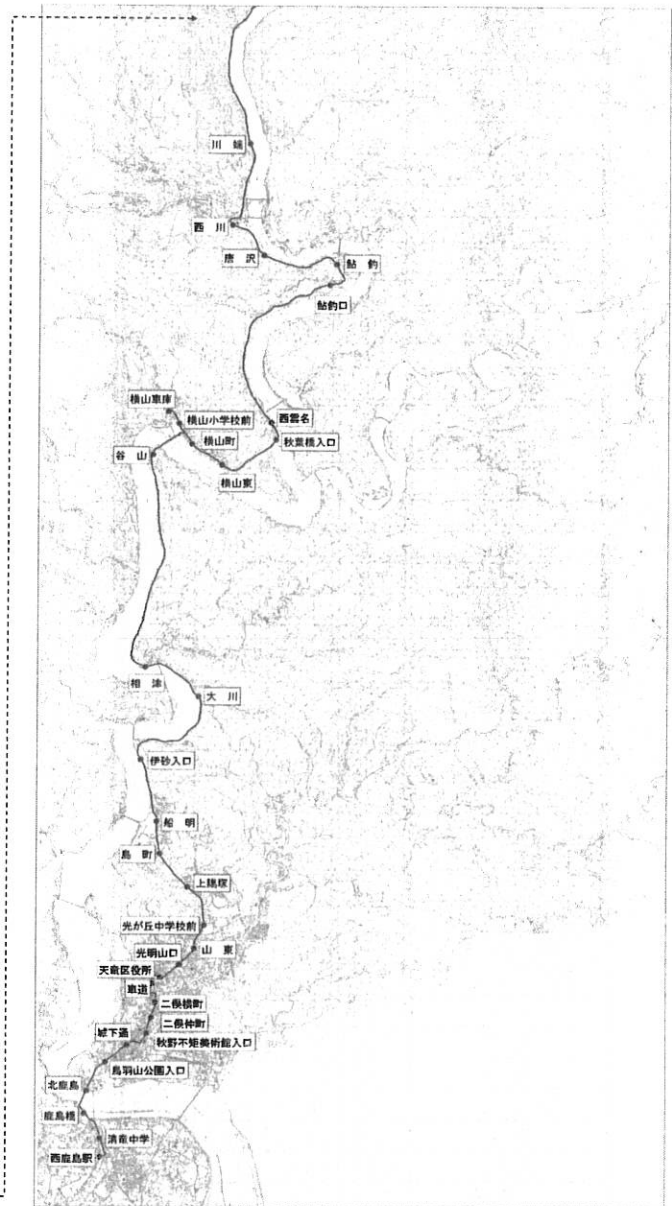 川端
西川
唐沢
鮎釣
鮎釣口
横山車庫
横山小学校前
西雲名
横山町
秋葉橋入口
谷山
横山東
相津
大川
伊砂入口
船明
島町
光が丘中学校前
山東
光明山口
天竜区役所
車道
二俣横町
二俣仲町
城下通
秋野不矩美術館入口
鳥羽山公園入口
北鹿島
鹿島橋
清竜中学
西鹿島駅